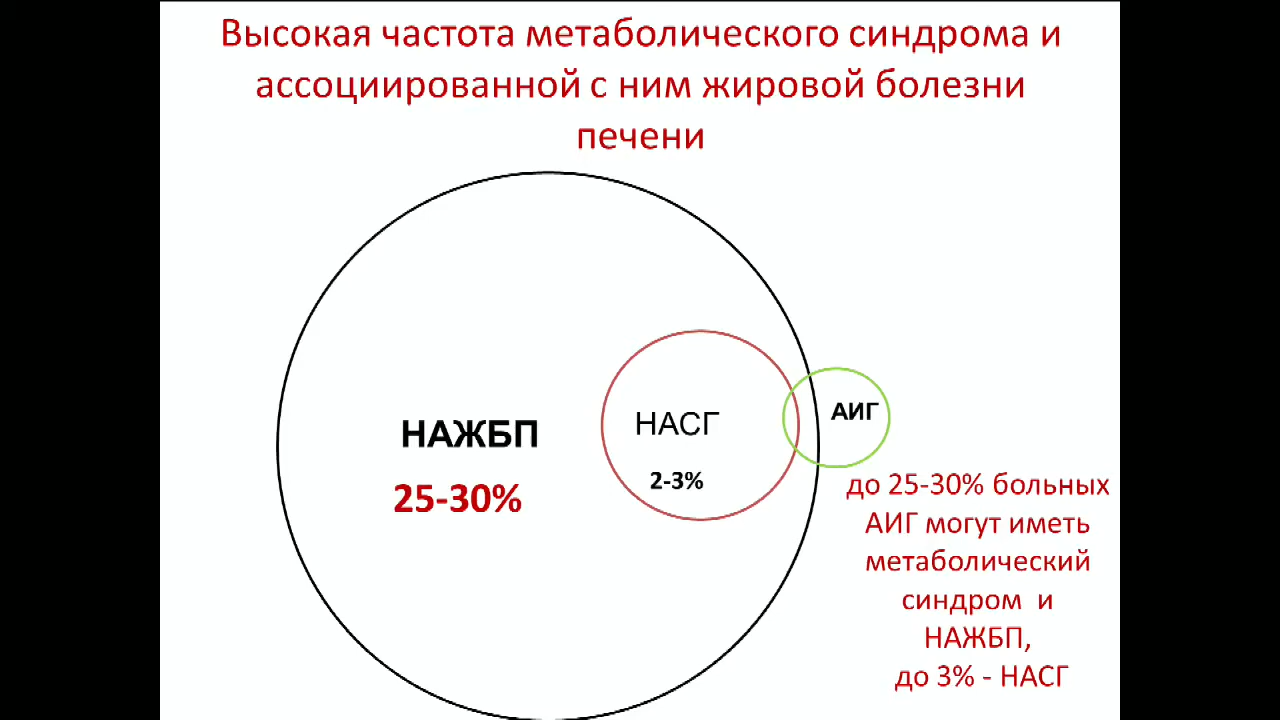 Высокая частота метаболического синдрома и
ассоциированной с ним жировой болезни
печени
НАЖБП
25-30%
НАСГ
2-3%
АИГ
до 25-30% больных
АИГ могут иметь
метаболический
синдром и
НАЖБП,
до 3% - НАСГ